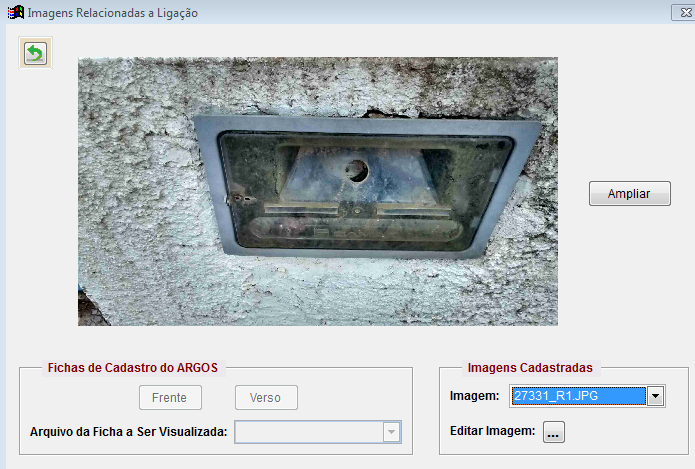 Imagens Relacionadas a Ligação
Ampliar
Fichas de Cadastro do ARGOS
Frente
Verso
Arquivo da Ficha a Ser Visualizada:
Imagens Cadastradas
Imagem: 27331_R1.JPG
Editar Imagem: ...